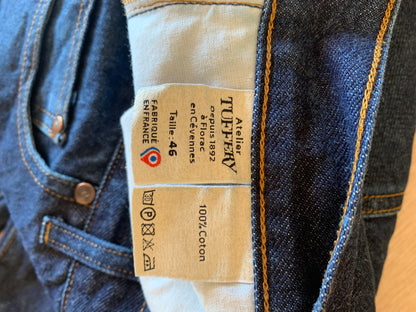 Atelier
TUFFERY
Depuis 1892
à Florac
en Cévennes
Taille: 46
FABRIQUÉ
EN FRANCE
100% Coton
P